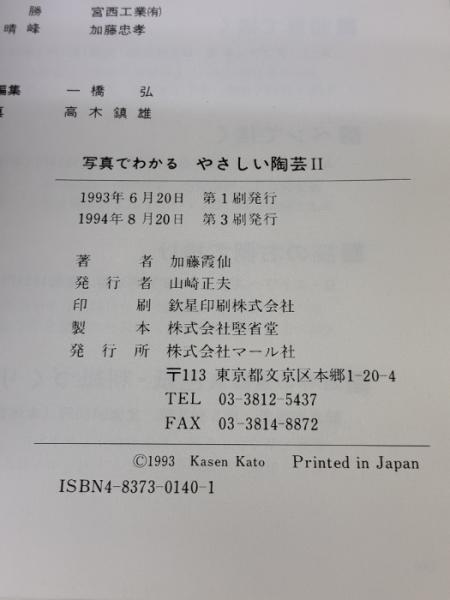 勝 宮西工業㈲
晴峰 加藤忠孝
編集 一橋 弘
高木鎮雄
写真でわかる やさしい陶芸II
1993年6月20日 第1刷発行
1994年8月20日 第3刷発行
著者 加藤霞仙
発行者 山崎正夫
印刷 欽星印刷株式会社
製本 株式会社堅省堂
発行所 株式会社マール社
〒113 東京都文京区本郷1-20-4
TEL 03-3812-5437
FAX 03-3814-8872
©1993 Kasen Kato Printed in Japan
ISBN4-8373-0140-1